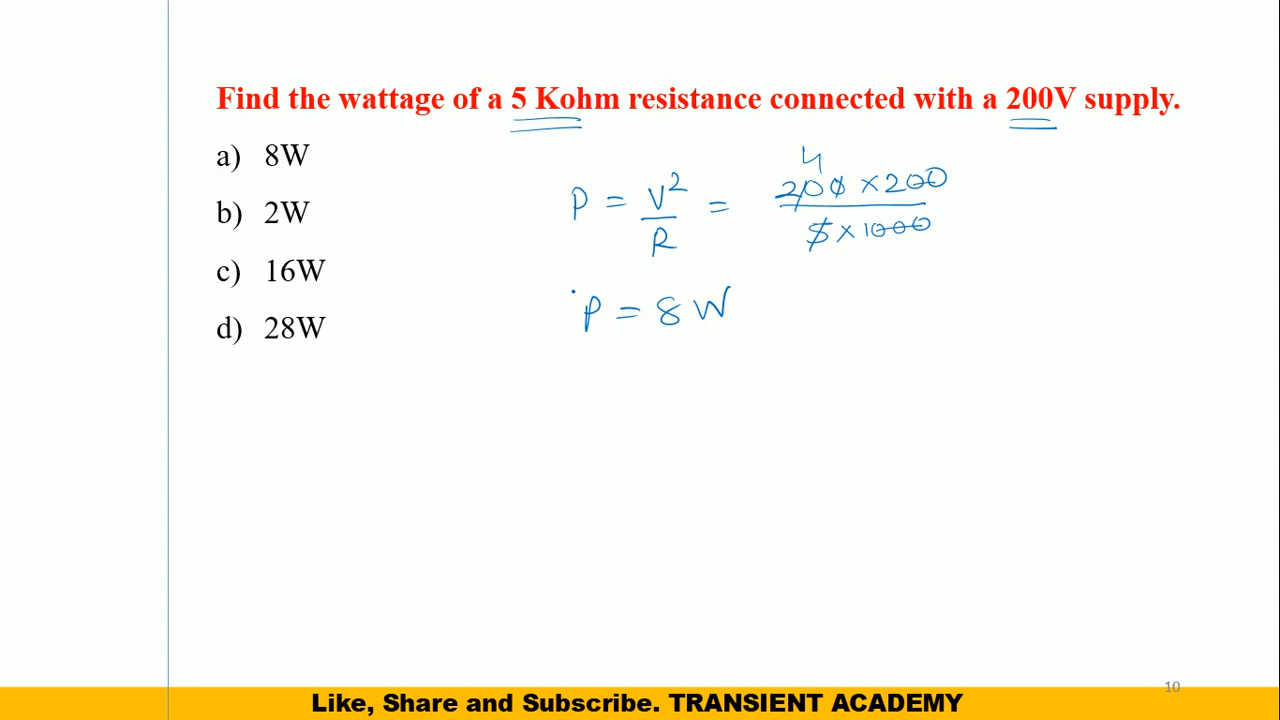 Find the wattage of a 5 Kohm resistance connected with a 200V supply.
a) 8W
b) 2W
c) 16W
d) 28W
4
P = V²/R = 200 × 200 / 5 × 1000
P = 8 W
10
Like, Share and Subscribe. TRANSIENT ACADEMY